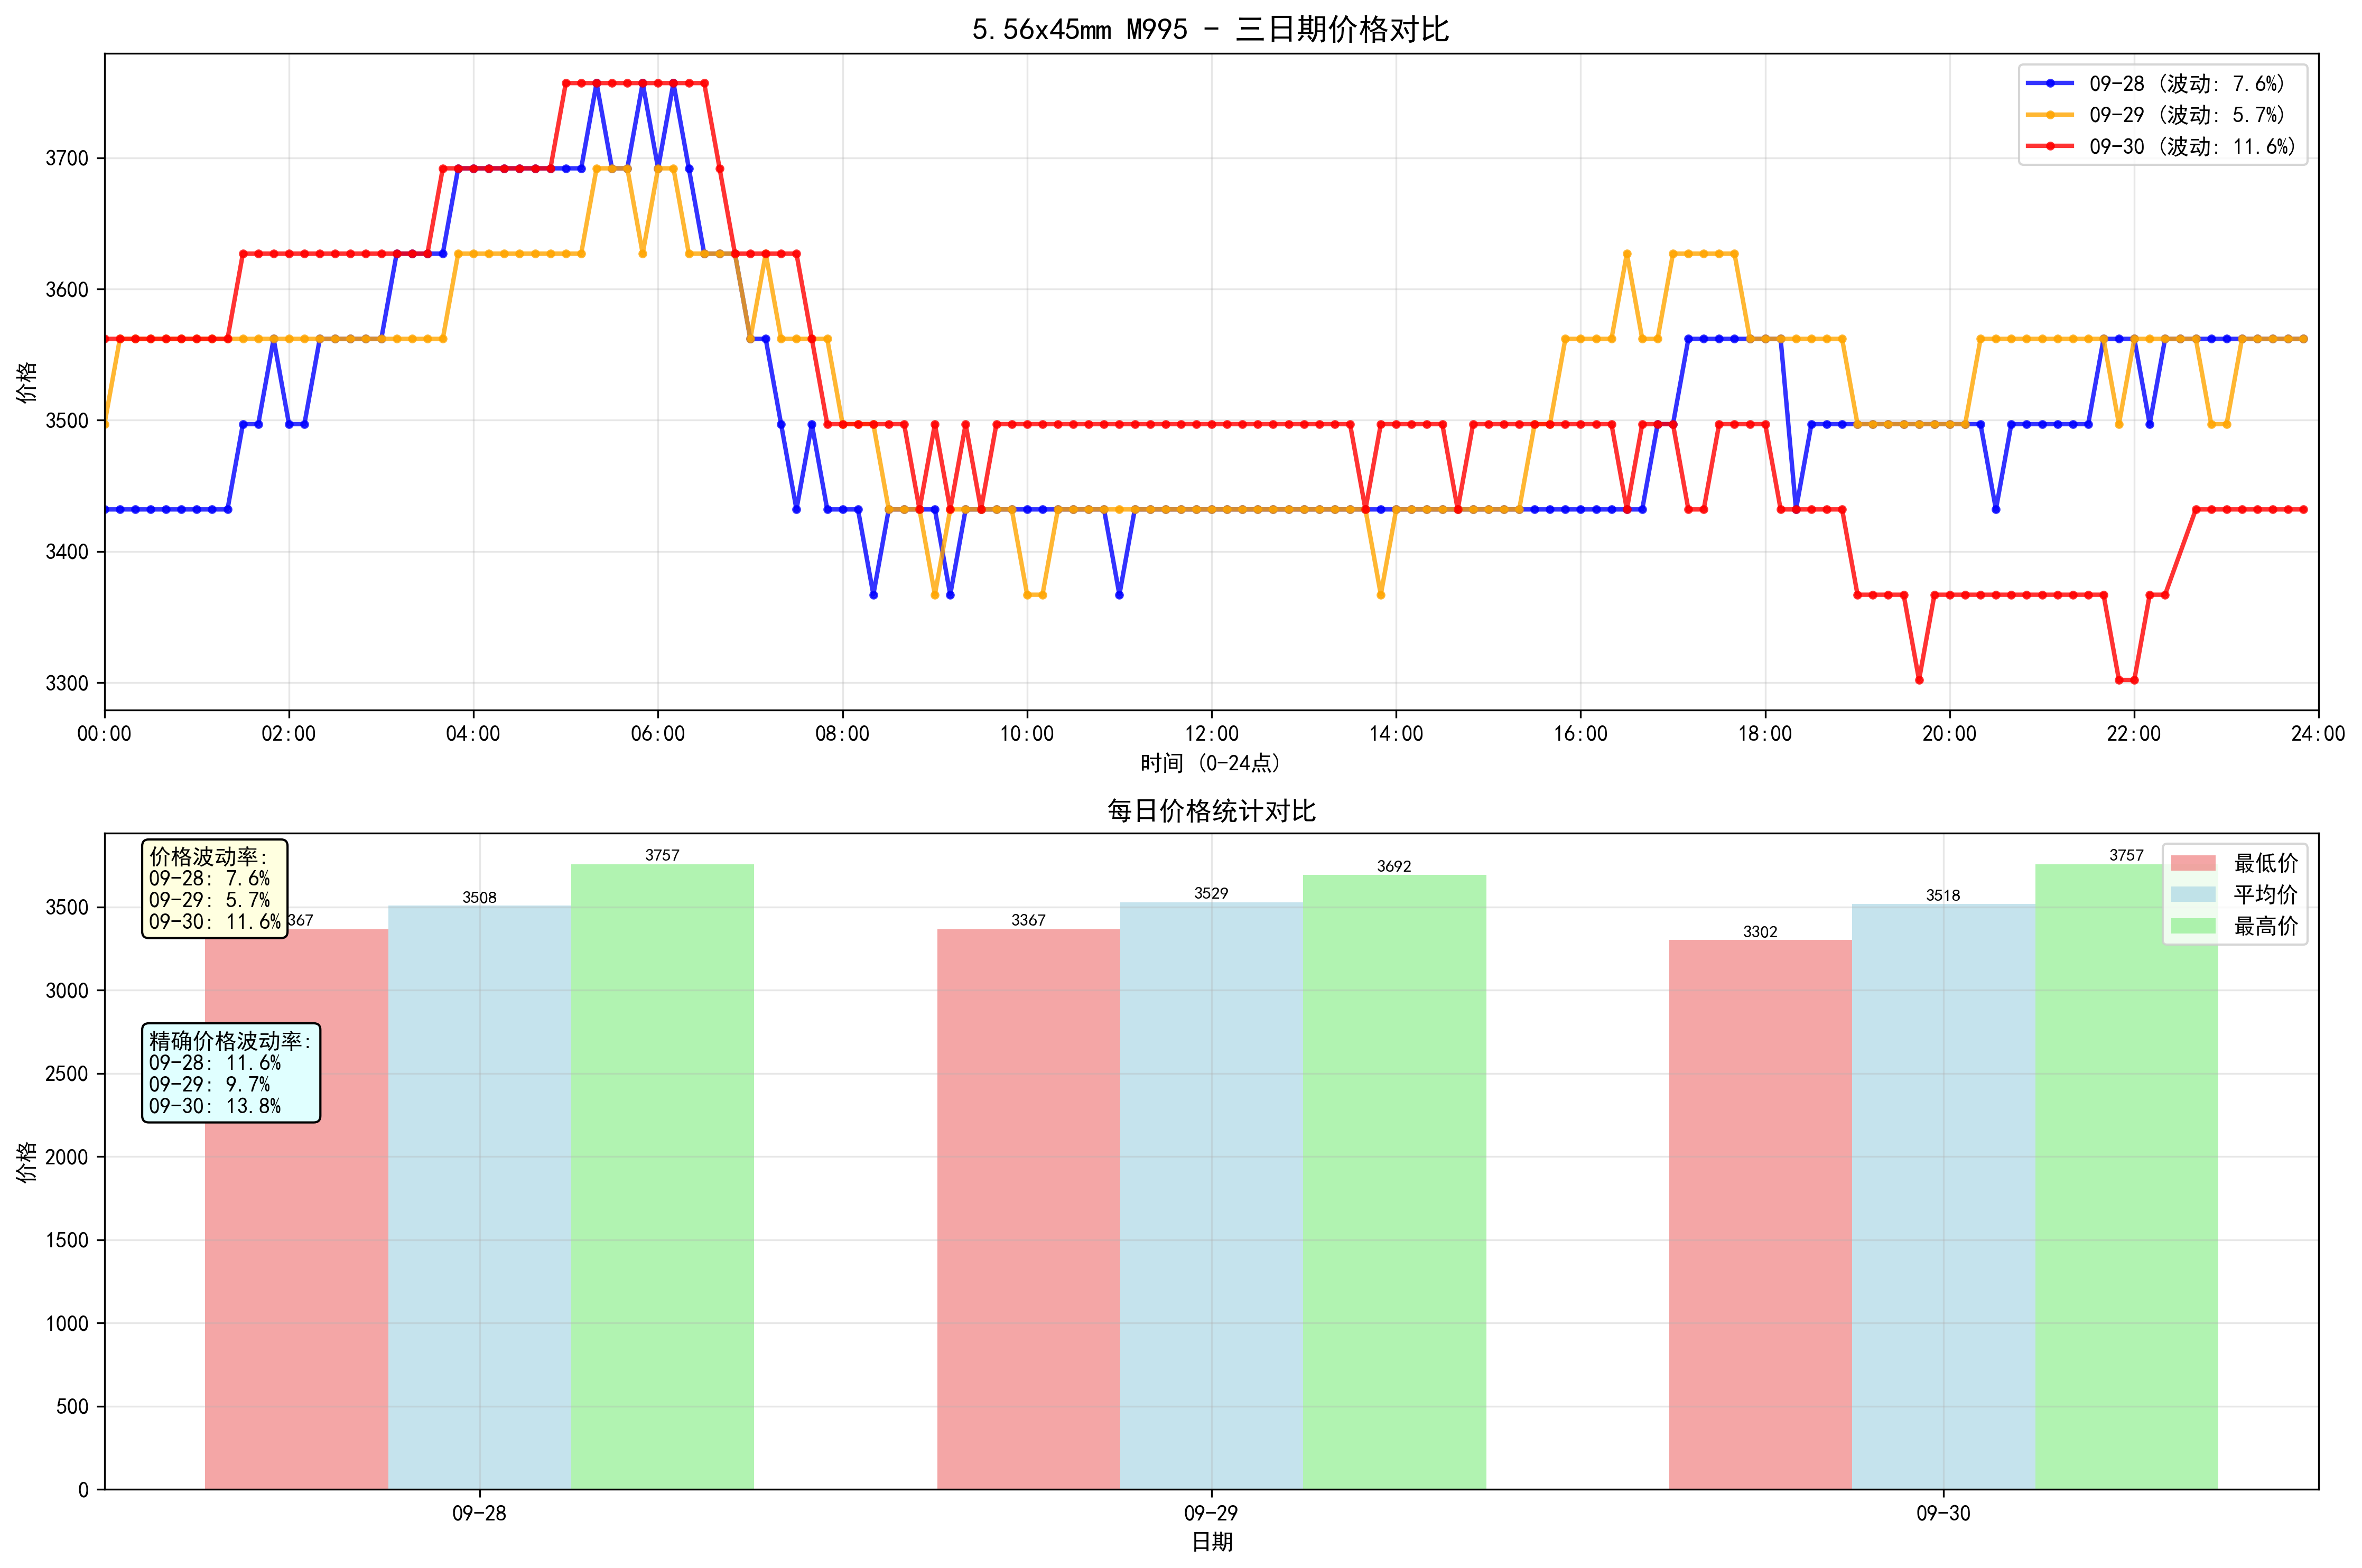 5.56x45mm M995 - 三日期价格对比
09-28 (波动: 7.6%)
09-29 (波动: 5.7%)
09-30 (波动: 11.6%)
价格
3700
3600
3500
3400
3300
00:00 02:00 04:00 06:00 08:00 10:00 12:00 14:00 16:00 18:00 20:00 22:00 24:00
时间 (0-24点)
每日价格统计对比
价格波动率:
09-28: 7.6%
09-29: 5.7%
09-30: 11.6%
精确价格波动率:
09-28: 11.6%
09-29: 9.7%
09-30: 13.8%
367 3508 3757
3367 3529 3692
3302 3518 3757
最低价
平均价
最高价
价格
3500
3000
2500
2000
1500
1000
500
0
09-28 09-29 09-30
日期